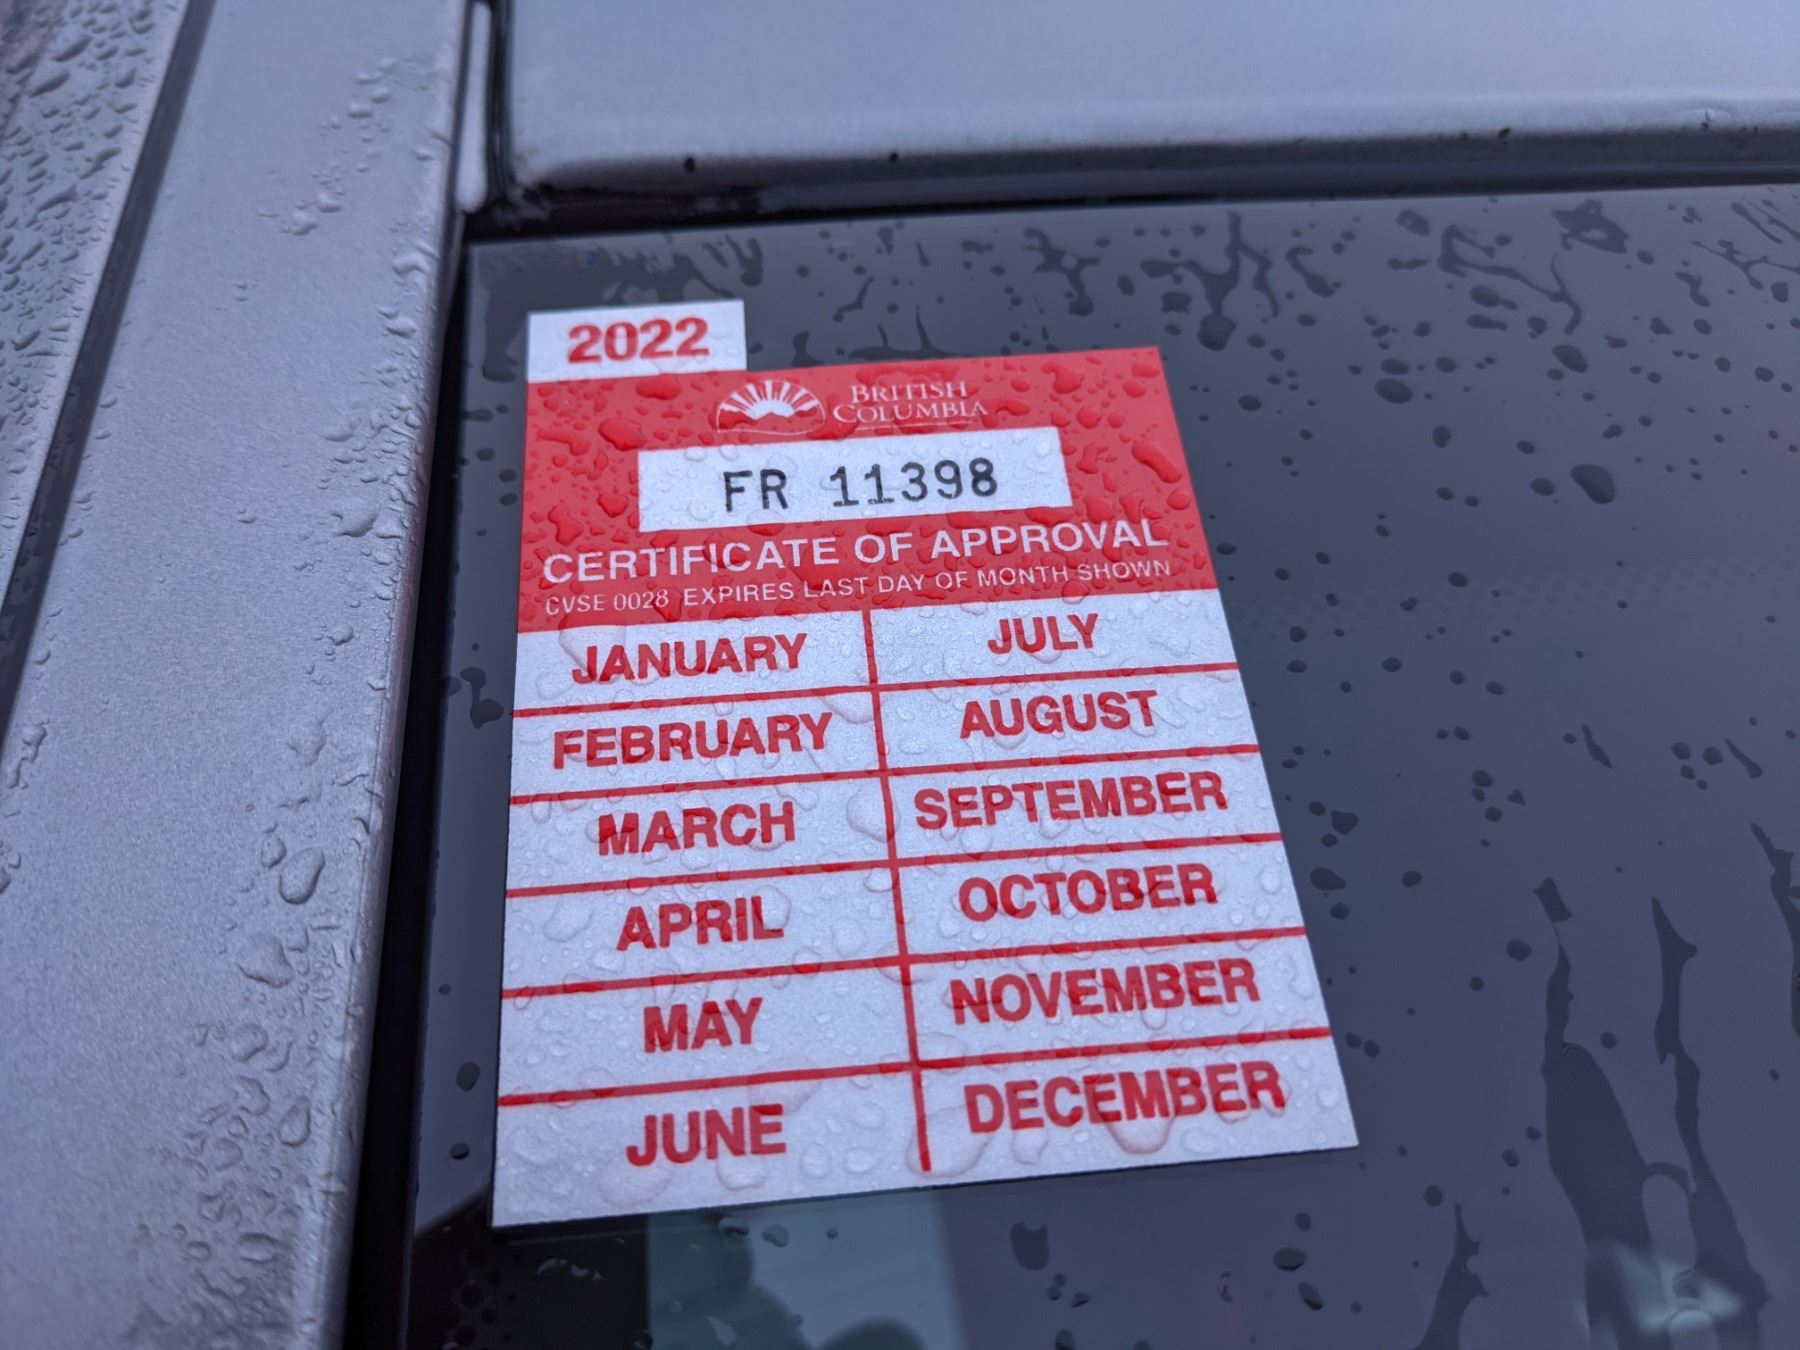 2022
BRITISH
COLUMBIA
FR 11398
CERTIFICATE OF APPROVAL
CVSE 0028 EXPIRES LAST DAY OF MONTH SHOWN
JANUARY JULY
FEBRUARY AUGUST
MARCH SEPTEMBER
APRIL OCTOBER
MAY NOVEMBER
JUNE DECEMBER